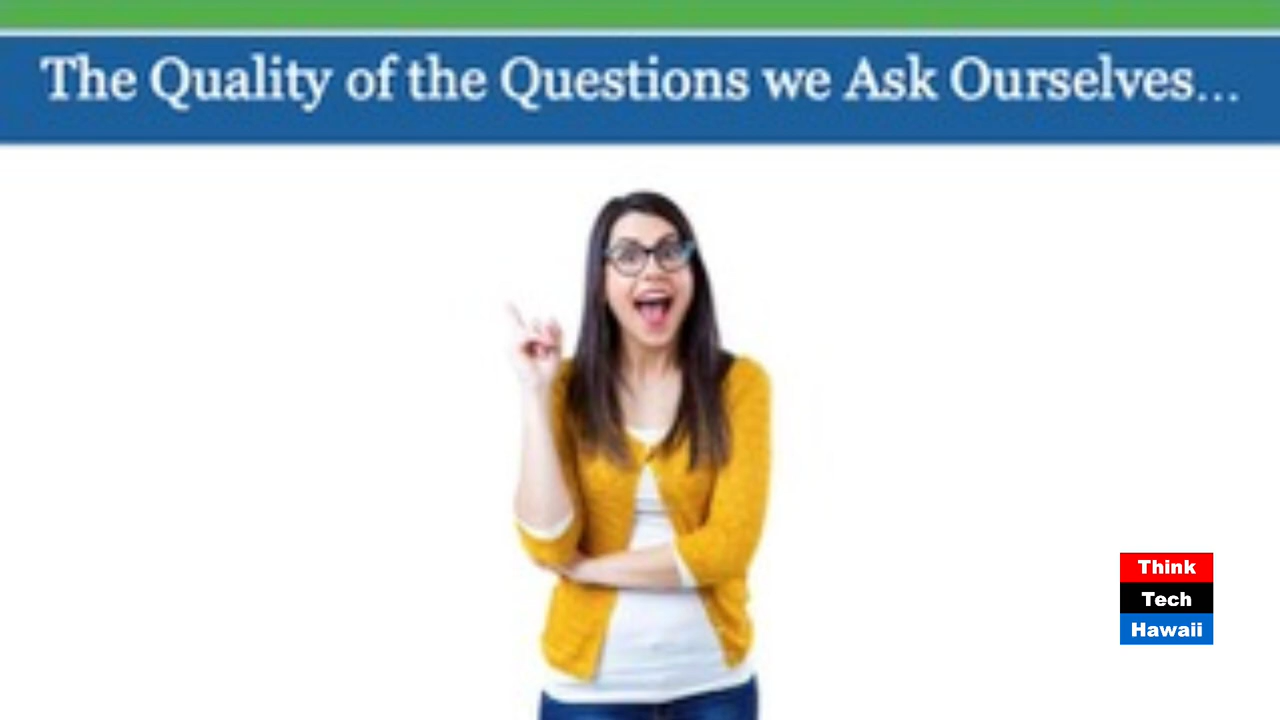 The Quality of the Questions we Ask Ourselves...
Think
Tech
Hawaii